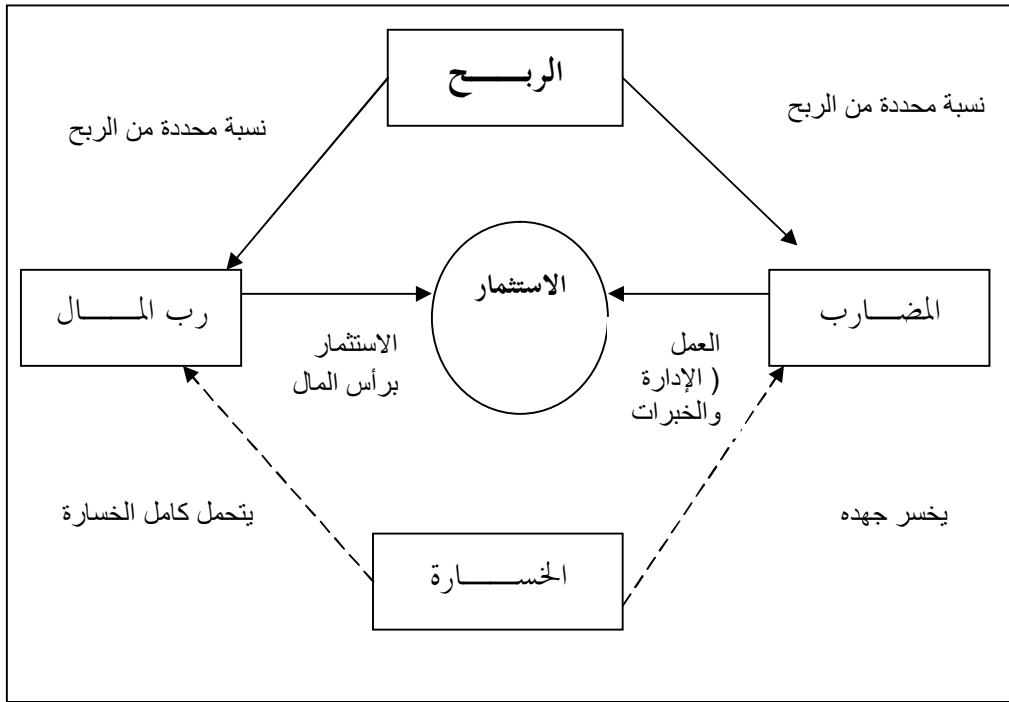 الربـــــح
نسبة محددة من الربح
نسبة محددة من الربح
الاستثمار
المضـــارب
رب المـــــال
العمل
( الإدارة
والخبرات
الاستثمار
برأس المال
يخسر جهده
يتحمل كامل الخسارة
الخســـــارة